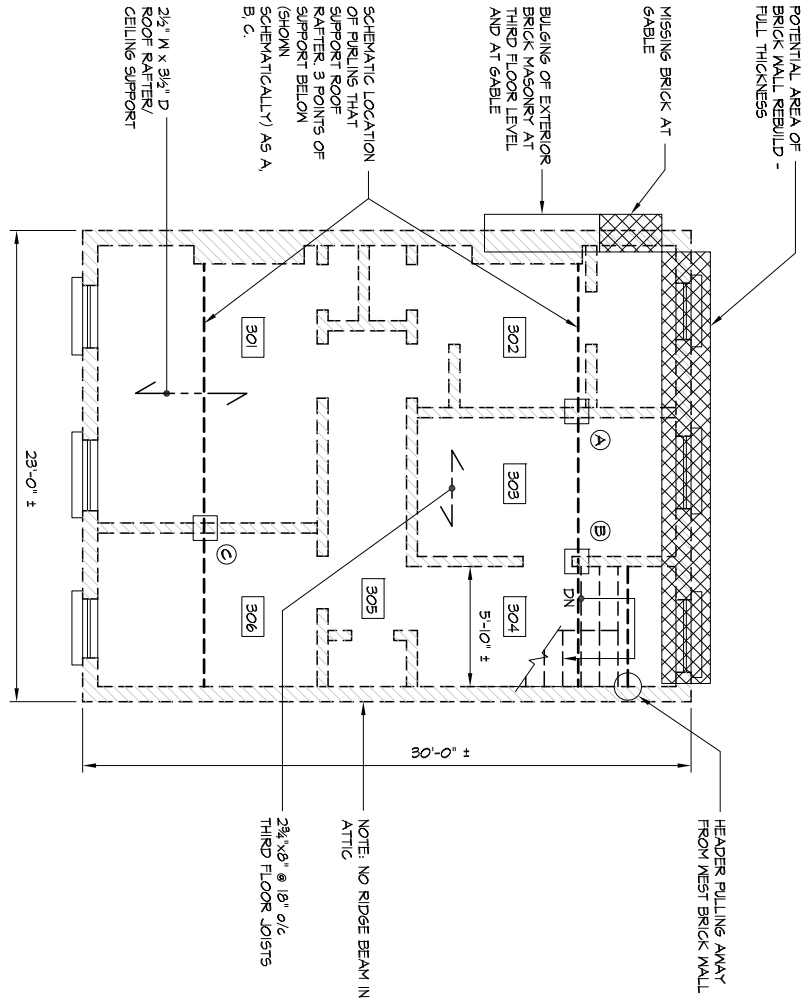 POTENTIAL AREA OF
BRICK WALL REBUILD -
FULL THICKNESS
MISSING BRICK AT
GABLE
BULGING OF EXTERIOR
BRICK MASONRY AT
THIRD FLOOR LEVEL
AND AT GABLE
SCHEMATIC LOCATION
OF PURLINS THAT
SUPPORT ROOF
RAFTER. 3 POINTS OF
SUPPORT BELOW
(SHOWN
SCHEMATICALLY) AS A,
B, C.
2½" W x 3½" D
ROOF RAFTER/
CEILING SUPPORT
302
301
A
303
B
C
DN
304
305
306
5'-10" ±
23'-0" ±
30'-0" ±
HEADER PULLING AWAY
FROM WEST BRICK WALL
NOTE: NO RIDGE BEAM IN
ATTIC
2¾"x8" @ 18" o/c
THIRD FLOOR JOISTS